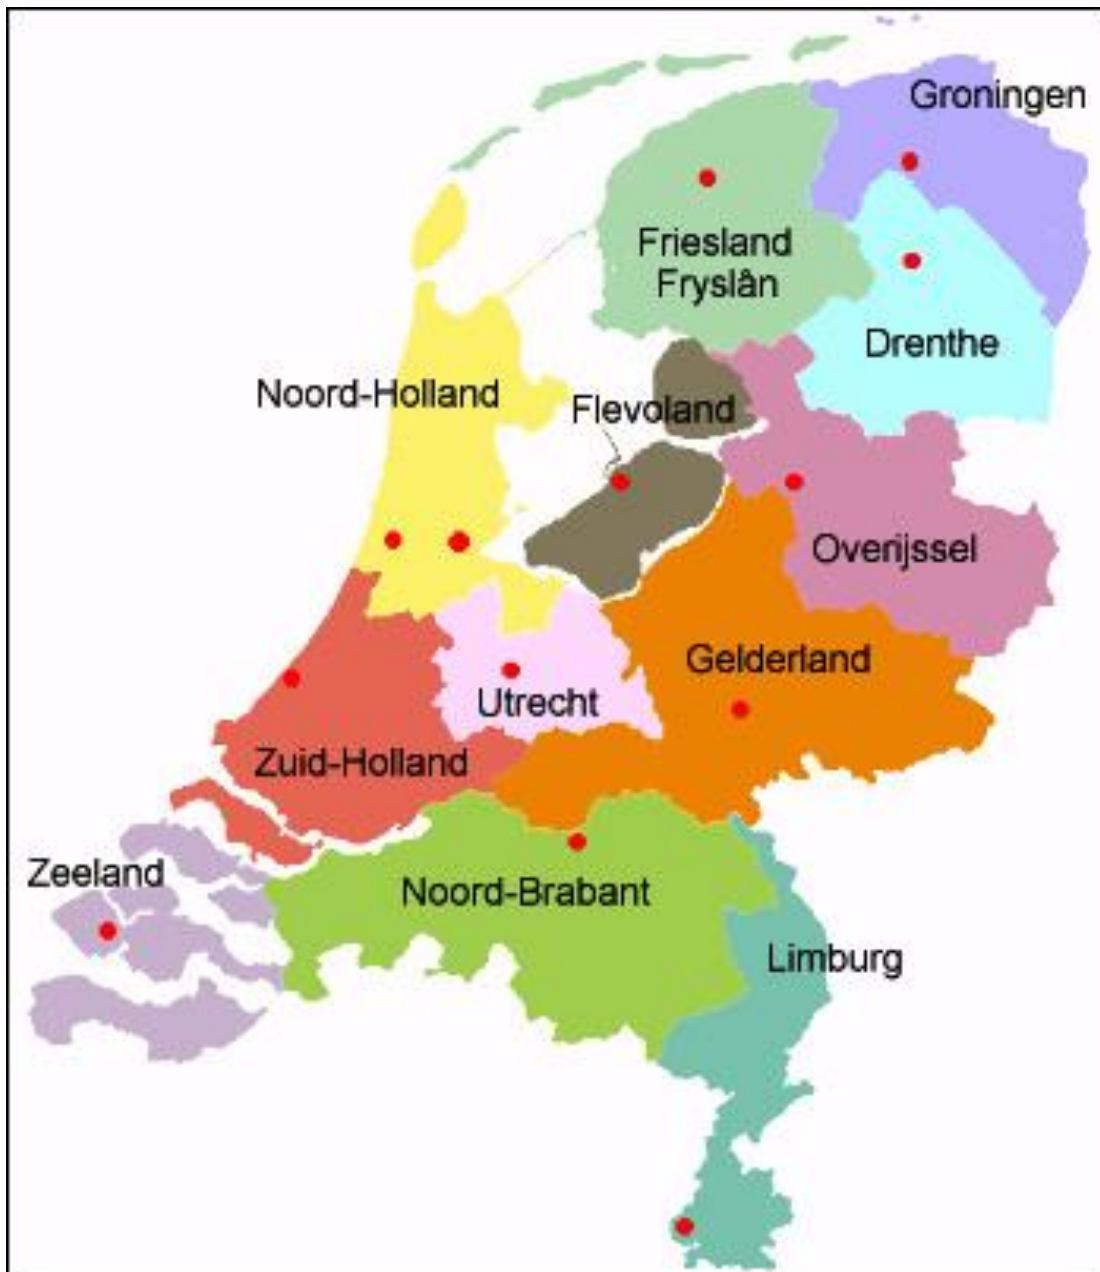 Groningen
Friesland
Fryslân
Drenthe
Noord-Holland
Flevoland
Overijssel
Gelderland
Utrecht
Zuid-Holland
Zeeland
Noord-Brabant
Limburg